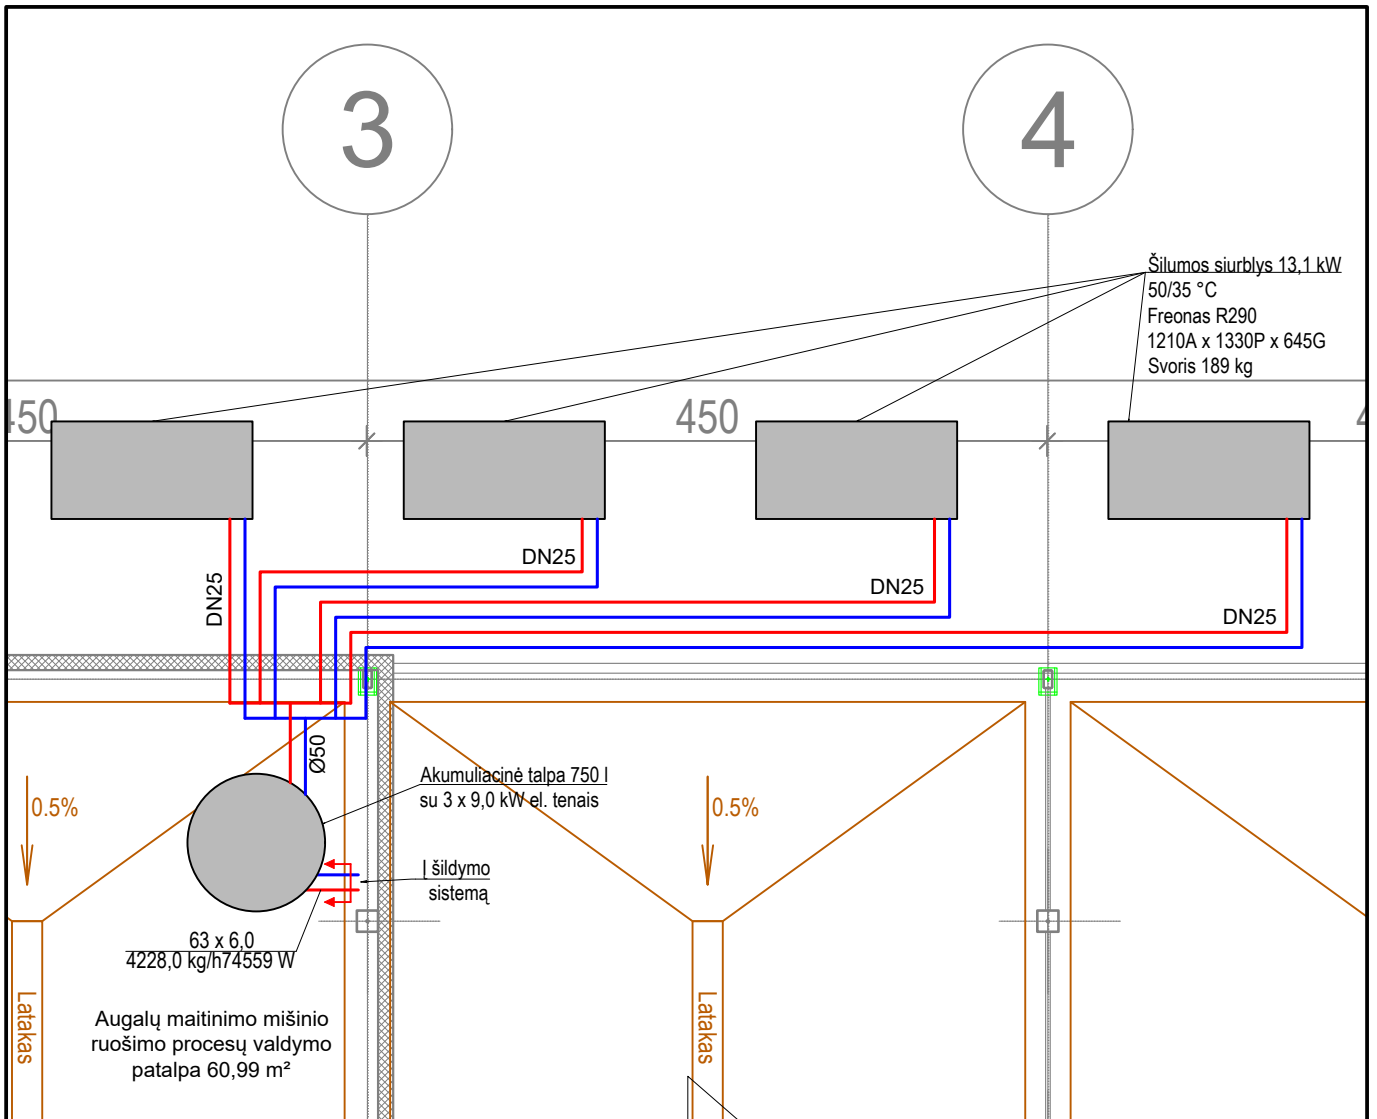 3
4
Šilumos siurblys 13,1 kW
50/35 °C
Freonas R290
1210A x 1330P x 645G
Svoris 189 kg
450
450
DN25
DN25
DN25
DN25
Ø50
Akumuliacinė talpa 750 l
su 3 x 9,0 kW el. tenais
0.5%
0.5%
Į šildymo
sistemą
63 x 6,0
4228,0 kg/h74559 W
Latakas
Latakas
Augalų maitinimo mišinio
ruošimo procesų valdymo
patalpa 60,99 m²